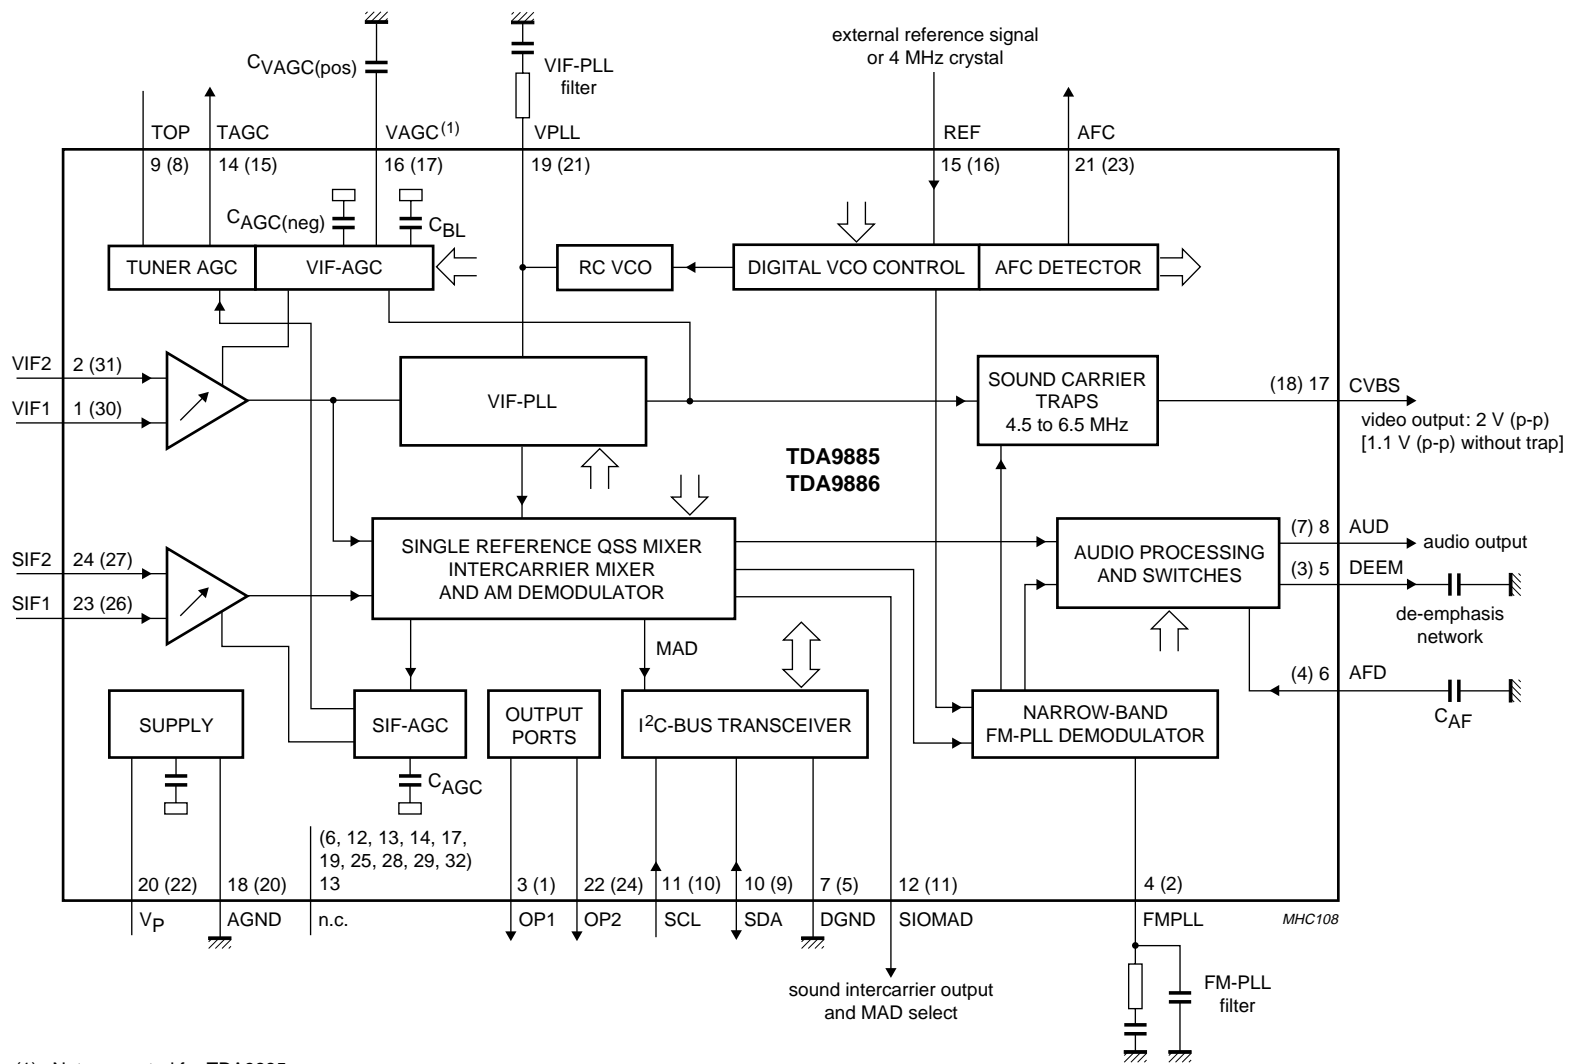 external reference signal
or 4 MHz crystal
CVAGC(pos)
VIF-PLL
filter
TOP
TAGC
VAGC(1)
VPLL
REF
AFC
9 (8)
14 (15)
16 (17)
19 (21)
15 (16)
21 (23)
CAGC(neg)
CBL
TUNER AGC
VIF-AGC
RC VCO
DIGITAL VCO CONTROL
AFC DETECTOR
VIF2
2 (31)
VIF1
1 (30)
VIF-PLL
SOUND CARRIER
TRAPS
4.5 to 6.5 MHz
(18) 17
CVBS
video output: 2 V (p-p)
[1.1 V (p-p) without trap]
TDA9885
TDA9886
SIF2
24 (27)
SIF1
23 (26)
SINGLE REFERENCE QSS MIXER
INTERCARRIER MIXER
AND AM DEMODULATOR
AUDIO PROCESSING
AND SWITCHES
(7) 8
AUD
audio output
(3) 5
DEEM
de-emphasis
network
MAD
(4) 6
AFD
CAF
SUPPLY
SIF-AGC
OUTPUT
PORTS
I2C-BUS TRANSCEIVER
NARROW-BAND
FM-PLL DEMODULATOR
CAGC
(6, 12, 13, 14, 17,
19, 25, 28, 29, 32)
20 (22)
18 (20)
13
3 (1)
22 (24)
11 (10)
10 (9)
7 (5)
12 (11)
4 (2)
VP
AGND
n.c.
OP1
OP2
SCL
SDA
DGND
SIOMAD
FMPLL
MHC108
sound intercarrier output
and MAD select
FM-PLL
filter